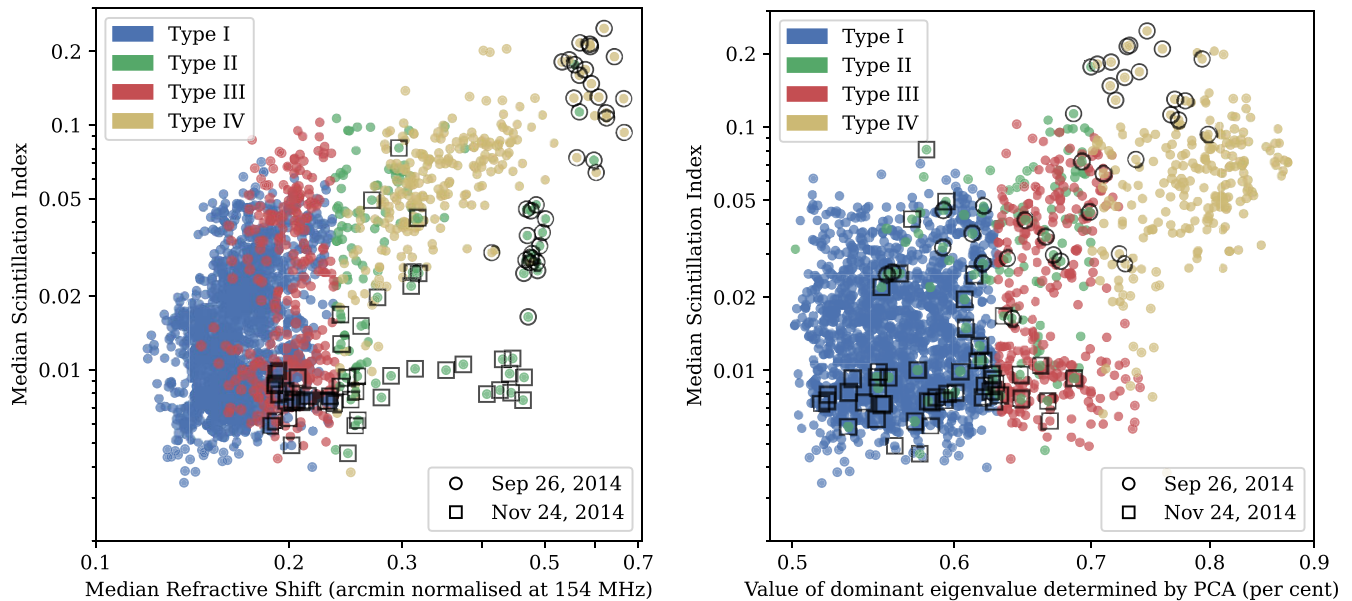 Type I
Type II
Type III
Type IV
Sep 26, 2014
Nov 24, 2014
0.2
0.1
0.05
0.02
0.01
Median Scintillation Index
0.1
0.2
0.3
0.5
0.7
Median Refractive Shift (arcmin normalised at 154 MHz)
Type I
Type II
Type III
Type IV
Sep 26, 2014
Nov 24, 2014
0.2
0.1
0.05
0.02
0.01
Median Scintillation Index
0.5
0.6
0.7
0.8
0.9
Value of dominant eigenvalue determined by PCA (per cent)